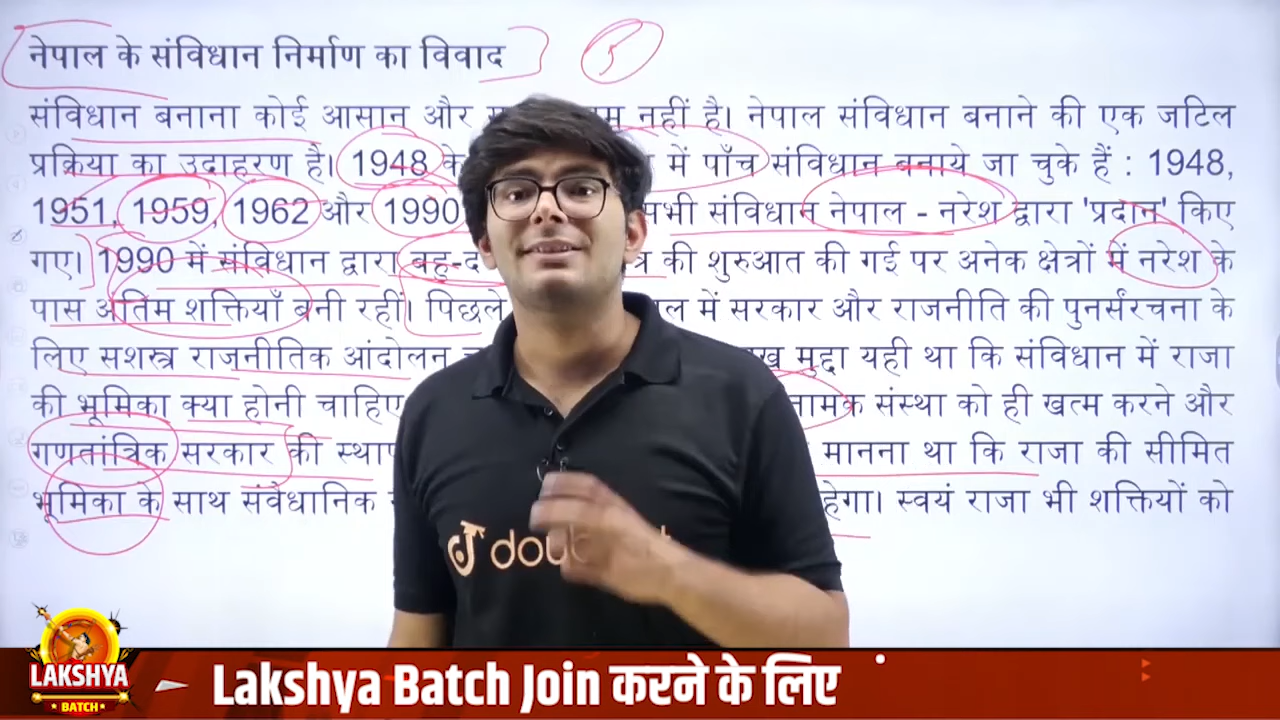 नेपाल के संविधान निर्माण का विवाद
संविधान बनाना कोई आसान और नहीं है। नेपाल संविधान बनाने की एक जटिल
प्रक्रिया का उदाहरण है। 1948 के में पाँच संविधान बनाये जा चुके हैं : 1948,
1951, 1959, 1962 और 1990 सभी संविधान नेपाल - नरेश द्वारा 'प्रदान' किए
गए। 1990 में संविधान द्वारा बहु-द की शुरुआत की गई पर अनेक क्षेत्रों में नरेश के
पास अंतिम शक्तियाँ बनी रहीं। पिछले में सरकार और राजनीति की पुनर्संरचना के
लिए सशस्त्र राजनीतिक आंदोलन मुद्दा यही था कि संविधान में राजा
की भूमिका क्या होनी चाहिए नामक संस्था को ही खत्म करने और
गणतांत्रिक सरकार की मानना था कि राजा की सीमित
भूमिका के साथ संवैधानिक स्वयं राजा भी शक्तियों को
LAKSHYA
BATCH
Lakshya Batch Join करने के लिए